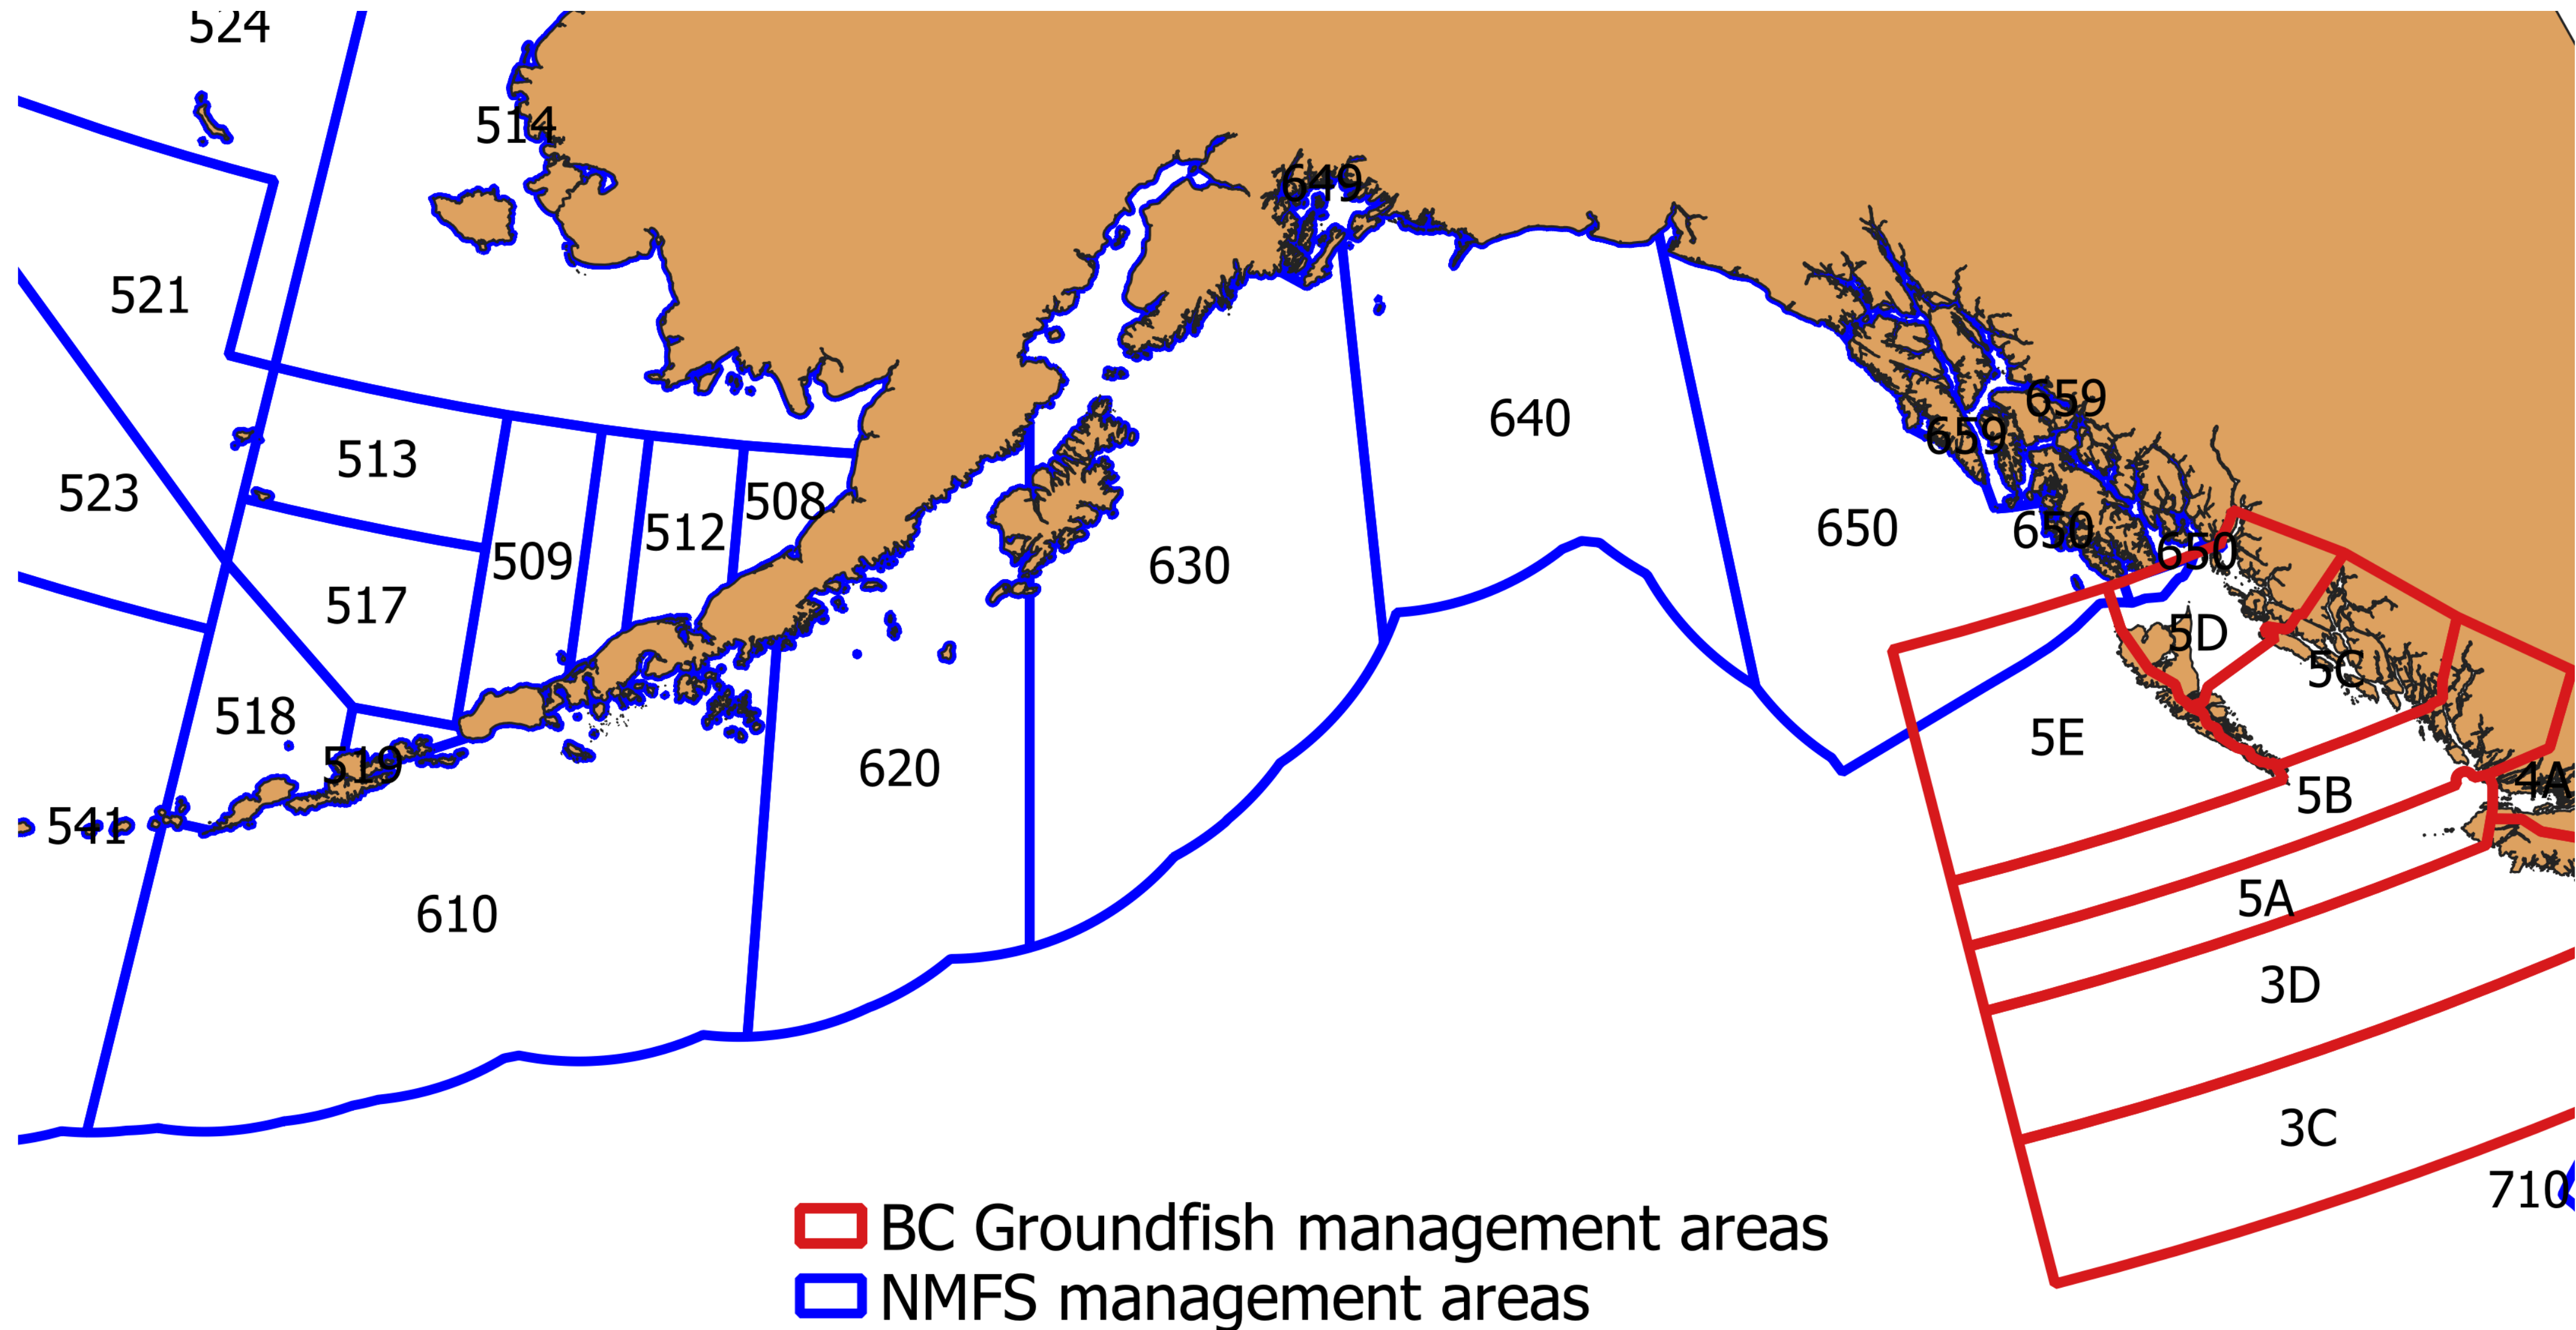 524
514
649
521
659
640
659
513
523
508
512
650
650
650
509
630
517
5D
5C
518
5E
519
620
4A
5B
541
5A
610
3D
3C
710
BC Groundfish management areas
NMFS management areas